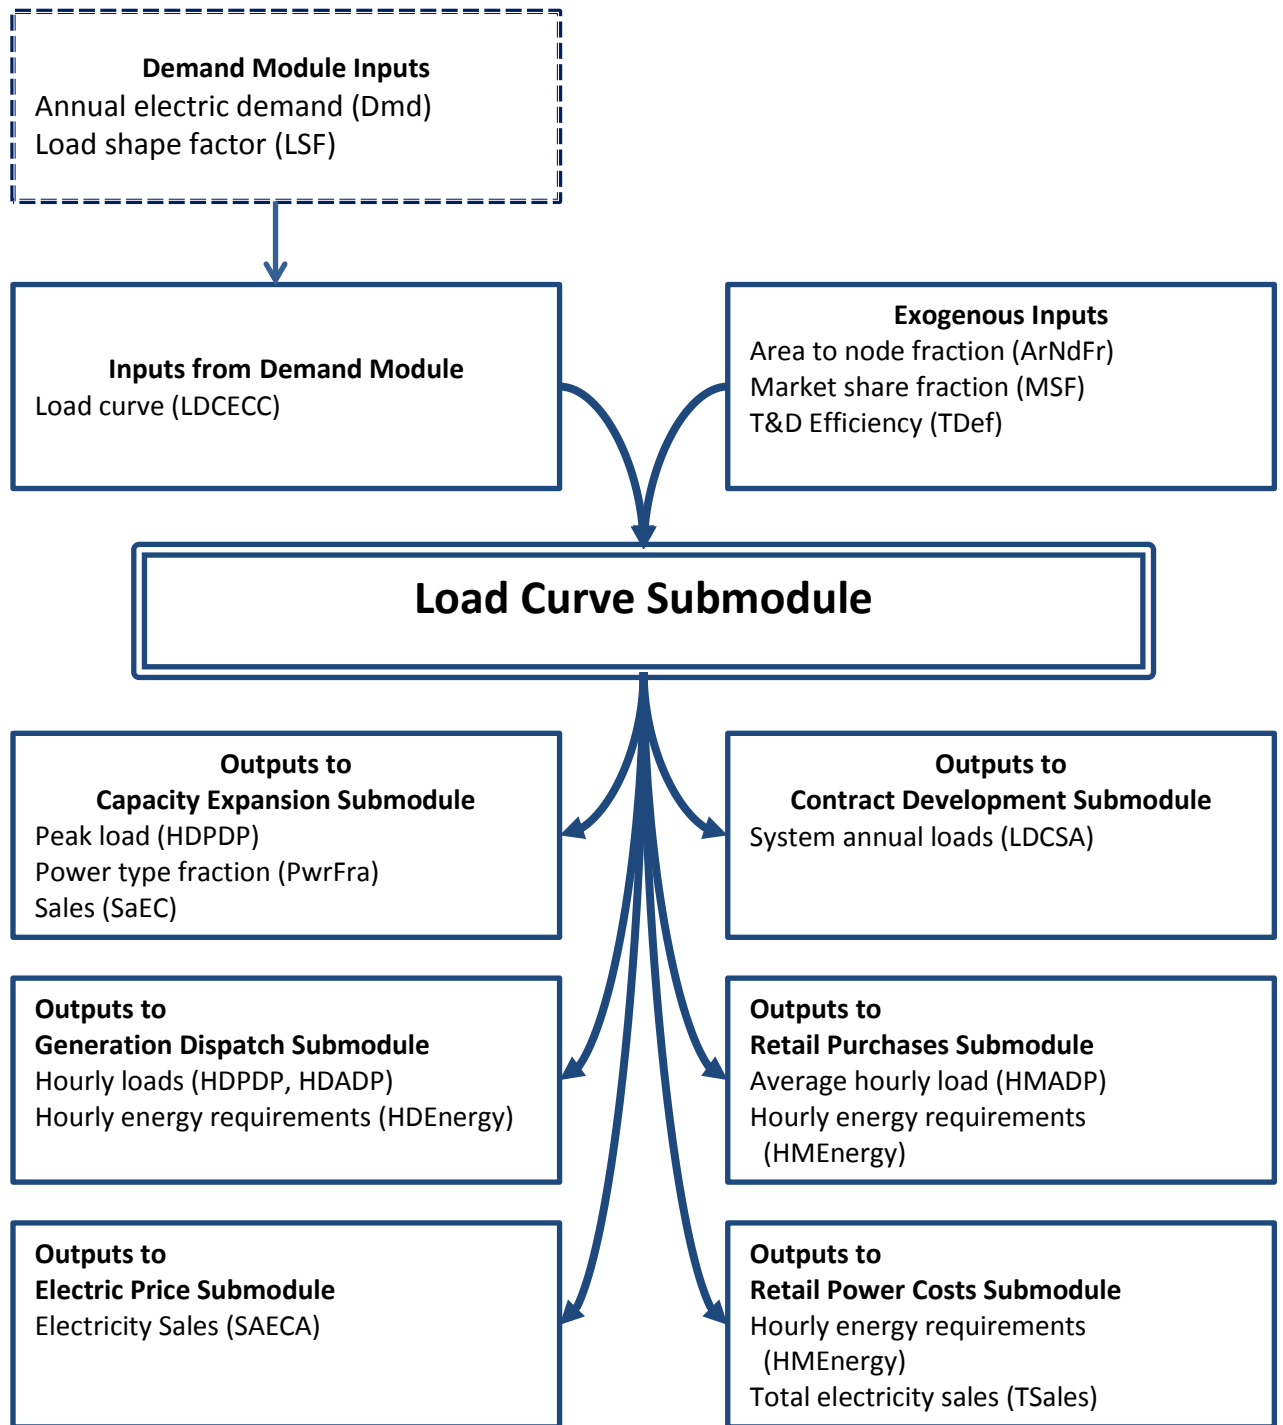 Demand Module Inputs
Annual electric demand (Dmd)
Load shape factor (LSF)
Inputs from Demand Module
Load curve (LDCECC)
Exogenous Inputs
Area to node fraction (ArNdFr)
Market share fraction (MSF)
T&D Efficiency (TDef)
Load Curve Submodule
Outputs to
Capacity Expansion Submodule
Peak load (HDPDP)
Power type fraction (PwrFra)
Sales (SaEC)
Outputs to
Contract Development Submodule
System annual loads (LDCSA)
Outputs to
Generation Dispatch Submodule
Hourly loads (HDPDP, HDADP)
Hourly energy requirements (HDEnergy)
Outputs to
Retail Purchases Submodule
Average hourly load (HMADP)
Hourly energy requirements
(HMEnergy)
Outputs to
Electric Price Submodule
Electricity Sales (SAECA)
Outputs to
Retail Power Costs Submodule
Hourly energy requirements
(HMEnergy)
Total electricity sales (TSales)